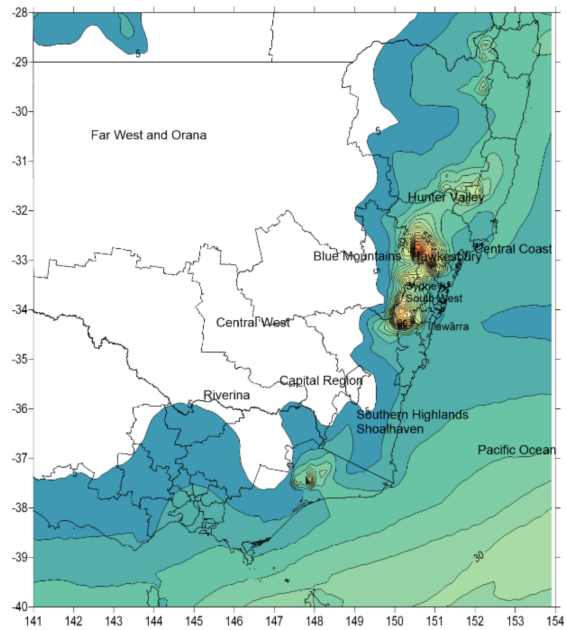 -28
-29
-30
-31
-32
-33
-34
-35
-36
-37
-38
-39
-40
5
5
Far West and Orana
Hunter Valley
55
Central Coast
Blue Mountains
Hawkesbury
5
Sydney
South West
Central West
Illawarra
Capital Region
Riverina
Southern Highlands
Shoalhaven
Pacific Ocean
30
141 142 143 144 145 146 147 148 149 150 151 152 153 154